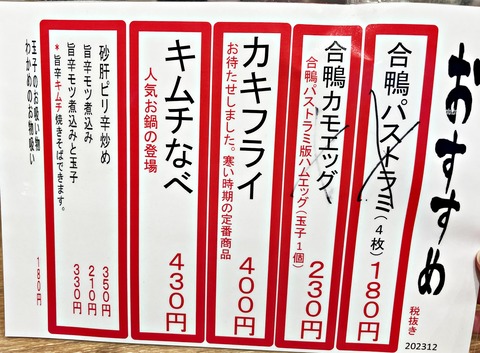 おすすめ
税抜き
202312
合鴨パストラミ(4枚)180円
合鴨カモエッグ
合鴨パストラミ版ハムエッグ(玉子1個)230円
カキフライ
お待たせしました。寒い時期の定番商品
400円
キムチなべ
人気お鍋の登場
430円
砂肝ピリ辛炒め 350円
旨辛モツ煮込み 210円
旨辛モツ煮込みと玉子 330円
*旨辛キムチ焼きそばできます。
玉子のお吸い物
わかめのお物吸い
180円